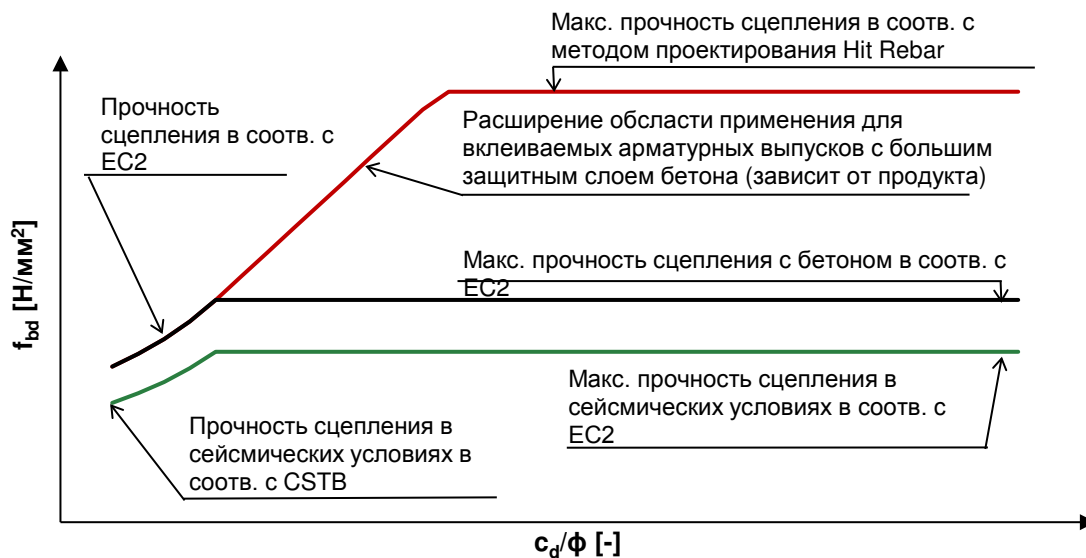 Макс. прочность сцепления в соотв. с
методом проектирования Hit Rebar
Прочность
сцепления в соотв. с
EC2
Расширение обсласти применения для
вклеиваемых арматурных выпусков с большим
защитным слоем бетона (зависит от продукта)
Макс. прочность сцепления с бетоном в соотв. с
EC2
Макс. прочность сцепления в
сейсмических условиях в соотв. с
EC2
Прочность сцепления в
сейсмических условиях в
соотв. с CSTB
f_bd [Н/мм²]
c_d/ф [-]